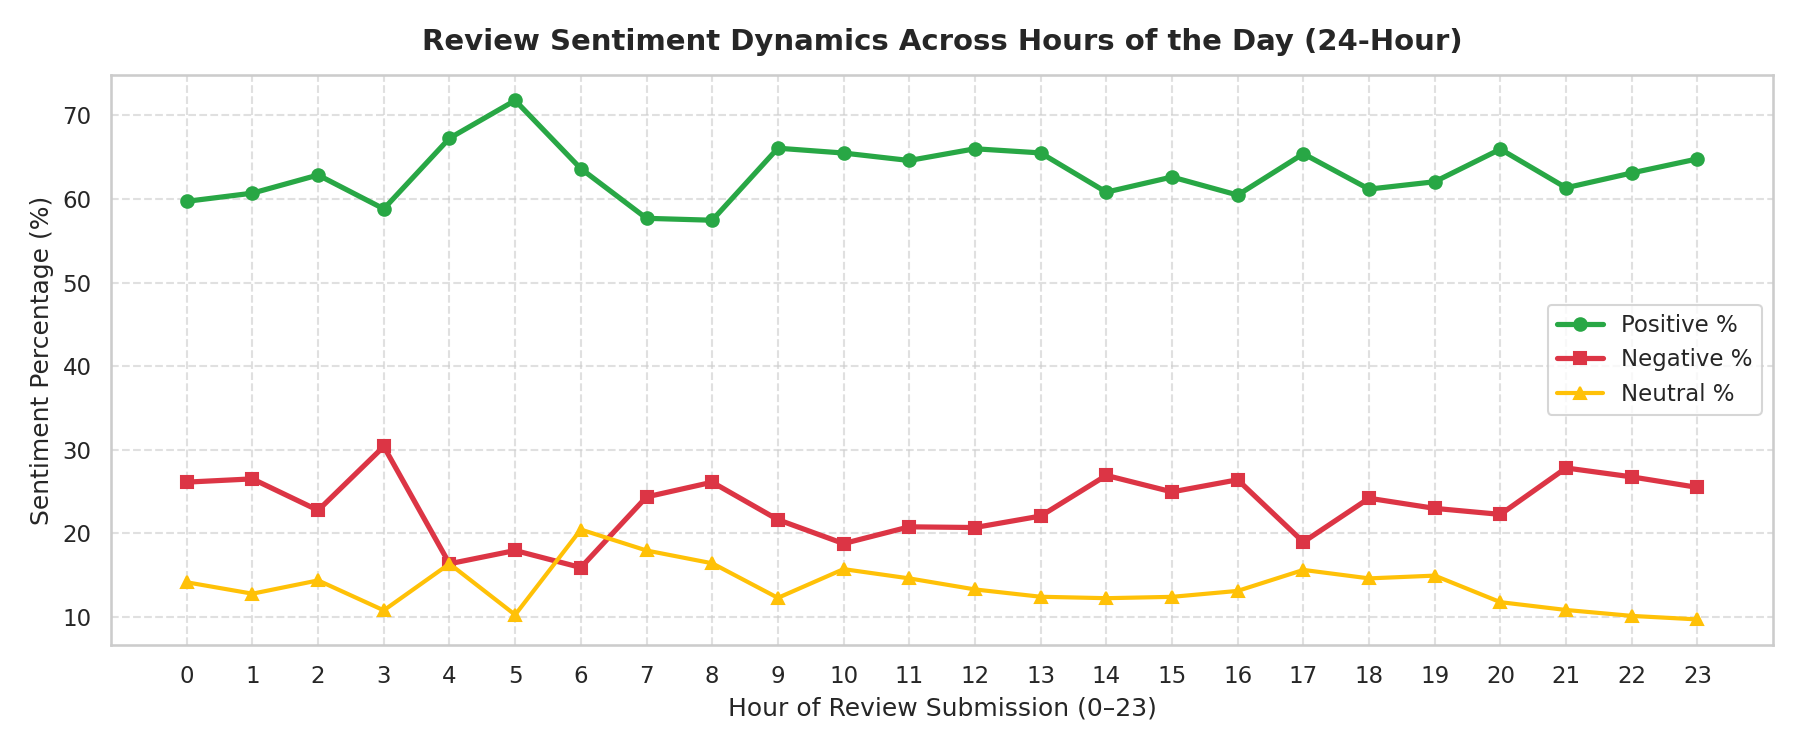 Review Sentiment Dynamics Across Hours of the Day (24-Hour)
Sentiment Percentage (%)
70
60
50
40
30
20
10
Positive %
Negative %
Neutral %
0 1 2 3 4 5 6 7 8 9 10 11 12 13 14 15 16 17 18 19 20 21 22 23
Hour of Review Submission (0–23)